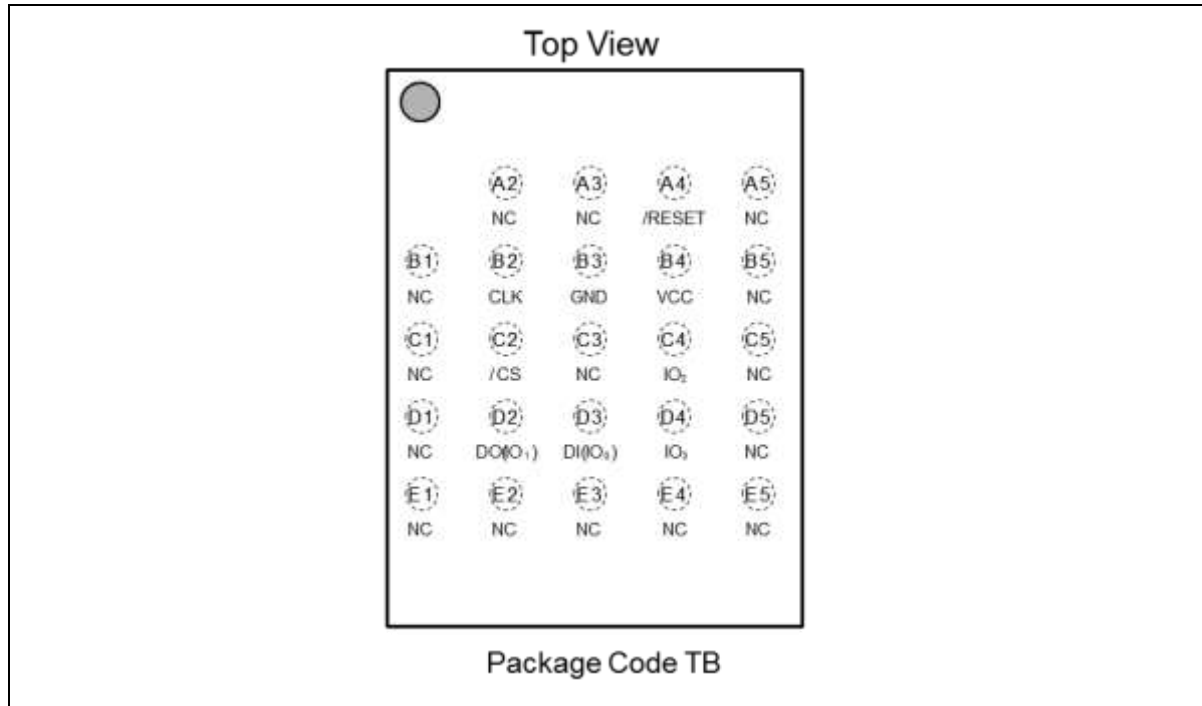 Top View
A2 A3 A4 A5
NC NC /RESET NC
B1 B2 B3 B4 B5
NC CLK GND VCC NC
C1 C2 C3 C4 C5
NC /CS NC IO₂ NC
D1 D2 D3 D4 D5
NC DO(IO₁) DI(IO₀) IO₃ NC
E1 E2 E3 E4 E5
NC NC NC NC NC
Package Code TB